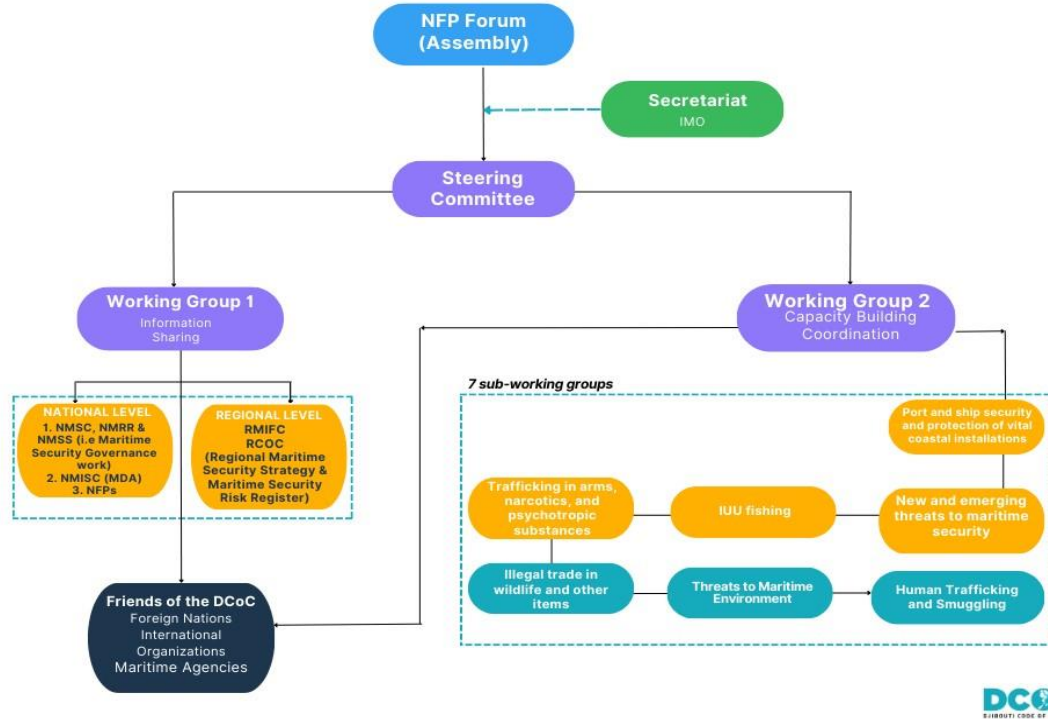 NFP Forum
(Assembly)
Secretariat
IMO
Steering
Committee
Working Group 1
Information
Sharing
Working Group 2
Capacity Building
Coordination
7 sub-working groups
NATIONAL LEVEL
1. NMSC, NMRR &
NMSS (i.e Maritime
Security Governance
work)
2. NMISC (MDA)
3. NFPs
REGIONAL LEVEL
RMIFC
RCOC
(Regional Maritime
Security Strategy &
Maritime Security
Risk Register)
Port and ship security
and protection of vital
coastal installations
Trafficking in arms,
narcotics, and
psychotropic
substances
IUU fishing
New and emerging
threats to maritime
security
Illegal trade in
wildlife and other
items
Threats to Maritime
Environment
Human Trafficking
and Smuggling
Friends of the DCoC
Foreign Nations
International
Organizations
Maritime Agencies
DCO
DJIBOUTI CODE OF